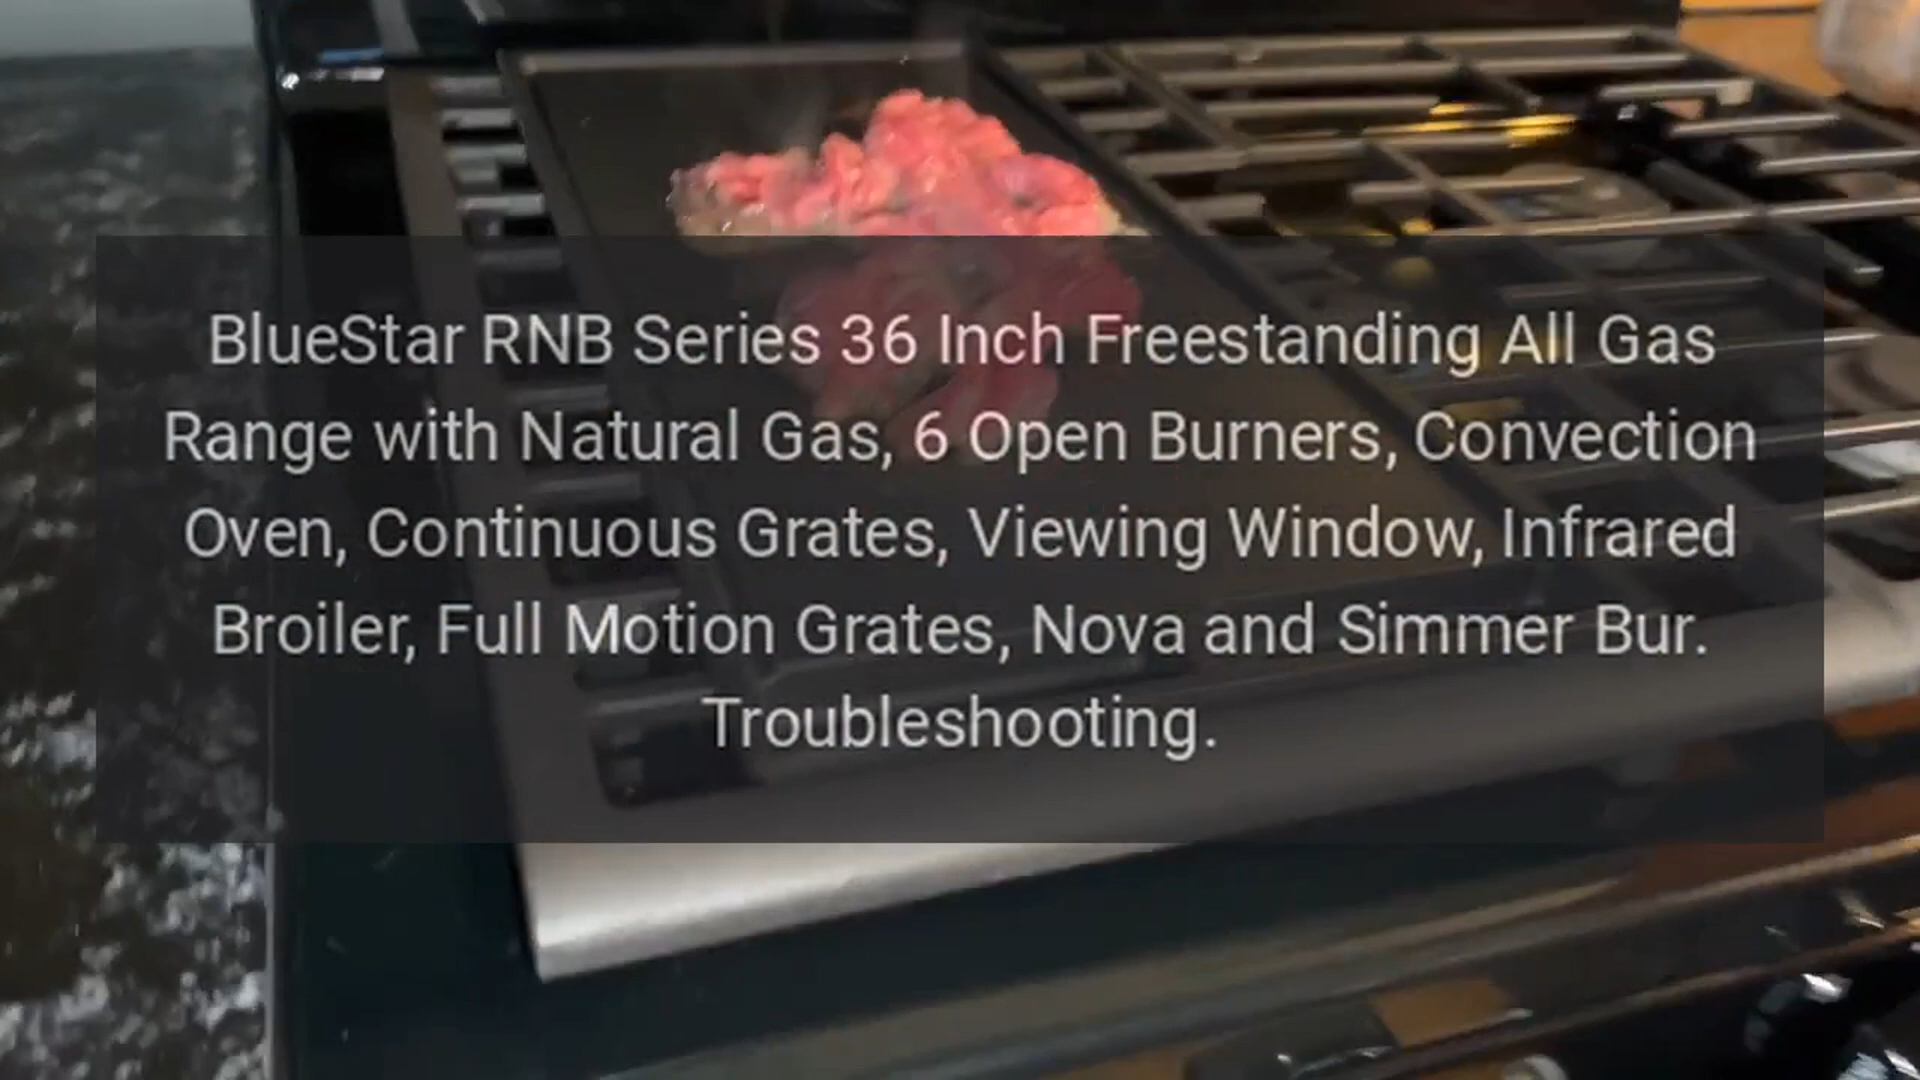 BlueStar RNB Series 36 Inch Freestanding All Gas
Range with Natural Gas, 6 Open Burners, Convection
Oven, Continuous Grates, Viewing Window, Infrared
Broiler, Full Motion Grates, Nova and Simmer Bur.
Troubleshooting.